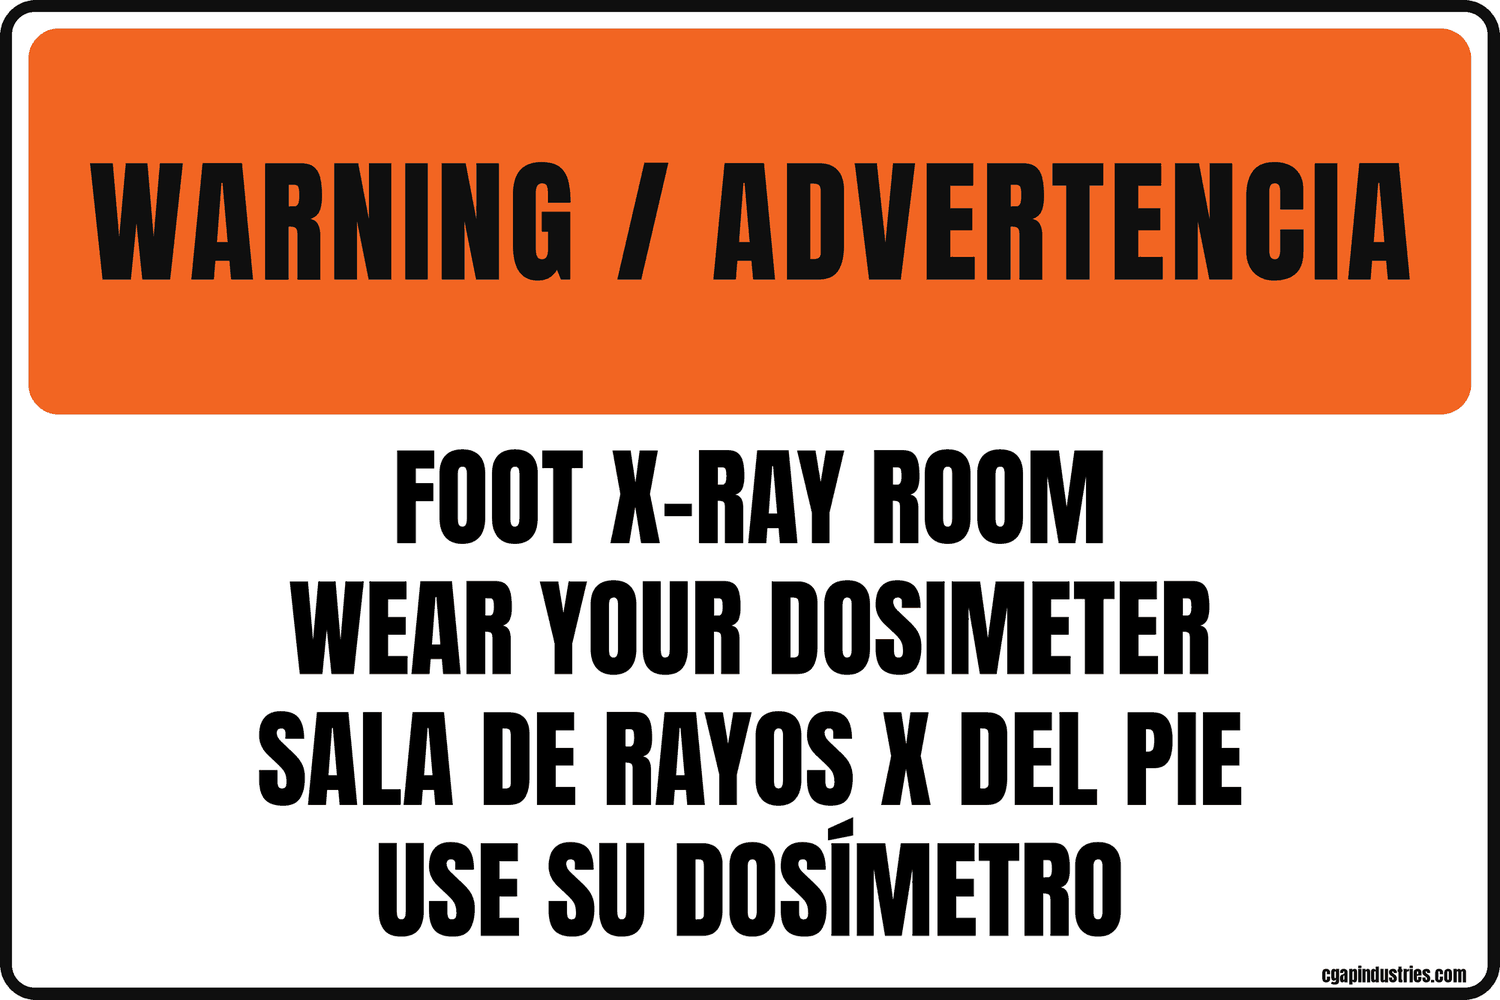 WARNING / ADVERTENCIA
FOOT X-RAY ROOM
WEAR YOUR DOSIMETER
SALA DE RAYOS X DEL PIE
USE SU DOSÍMETRO
cgapindustries.com